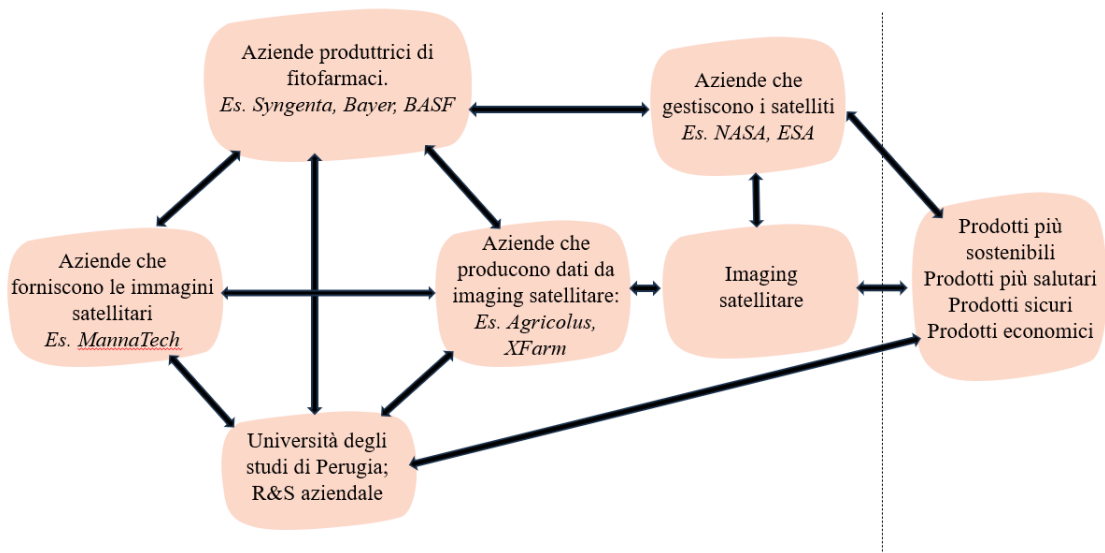 Aziende produttrici di
fitofarmaci.
Es. Syngenta, Bayer, BASF
Aziende che
gestiscono i satelliti
Es. NASA, ESA
Aziende che
forniscono le immagini
satellitari
Es. MannaTech
Aziende che
producono dati da
imaging satellitare:
Es. Agricolus,
XFarm
Imaging
satellitare
Prodotti più
sostenibili
Prodotti più salutari
Prodotti sicuri
Prodotti economici
Università degli
studi di Perugia;
R&S aziendale